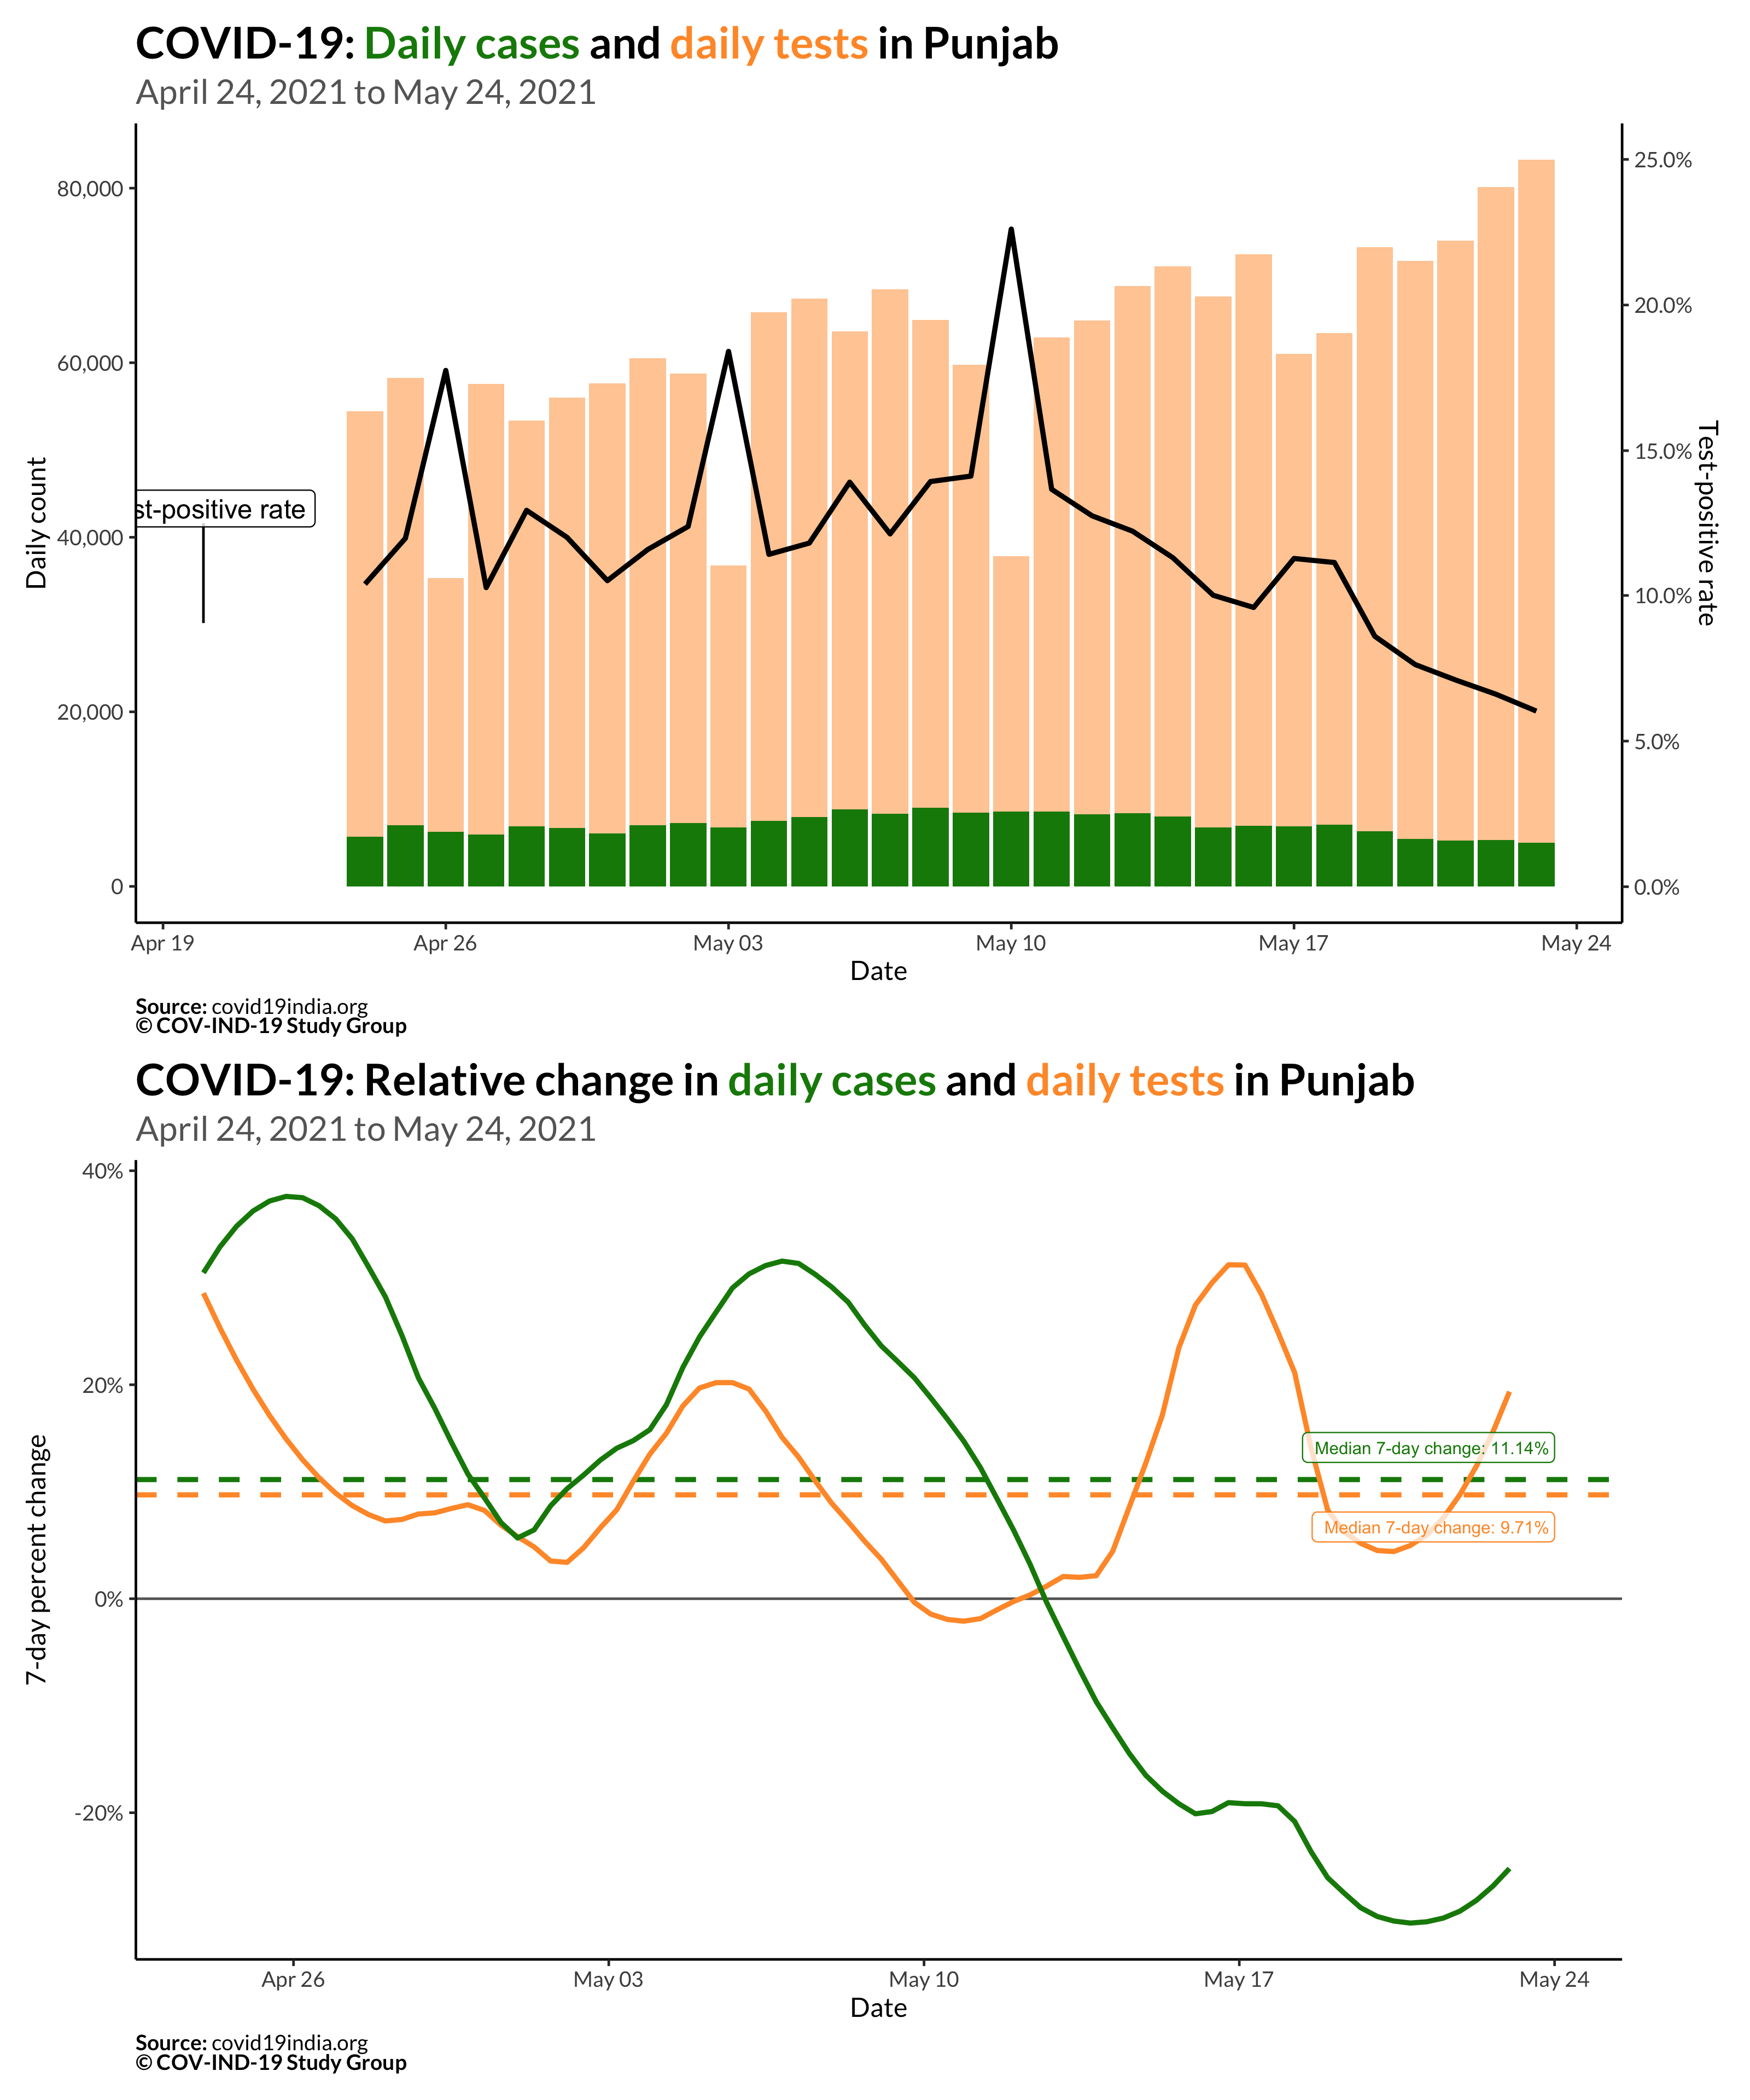 COVID-19: Daily cases and daily tests in Punjab
April 24, 2021 to May 24, 2021
80,000
60,000
40,000
20,000
0
Daily count
st-positive rate
25.0%
20.0%
15.0%
10.0%
5.0%
0.0%
Test-positive rate
Apr 19
Apr 26
May 03
May 10
May 17
May 24
Date
Source: covid19india.org
© COV-IND-19 Study Group
COVID-19: Relative change in daily cases and daily tests in Punjab
April 24, 2021 to May 24, 2021
40%
20%
0%
-20%
7-day percent change
Median 7-day change: 11.14%
Median 7-day change: 9.71%
Apr 26
May 03
May 10
May 17
May 24
Date
Source: covid19india.org
© COV-IND-19 Study Group